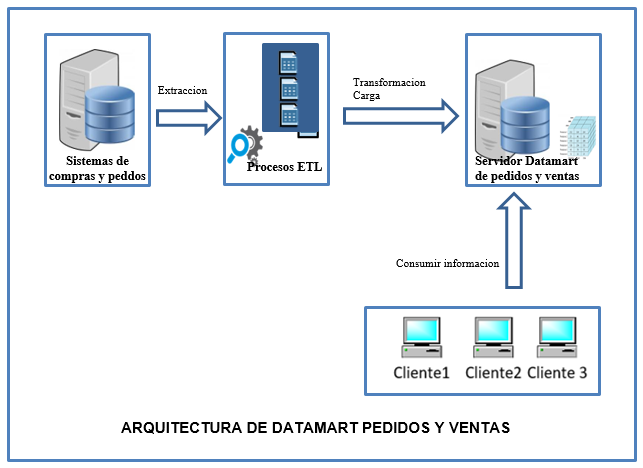 Extraccion
Transformacion
Carga
Sistemas de
compras y peddos
Procesos ETL
Servidor Datamart
de pedidos y ventas
Consumir informacion
Cliente1
Cliente2
Cliente 3
ARQUITECTURA DE DATAMART PEDIDOS Y VENTAS